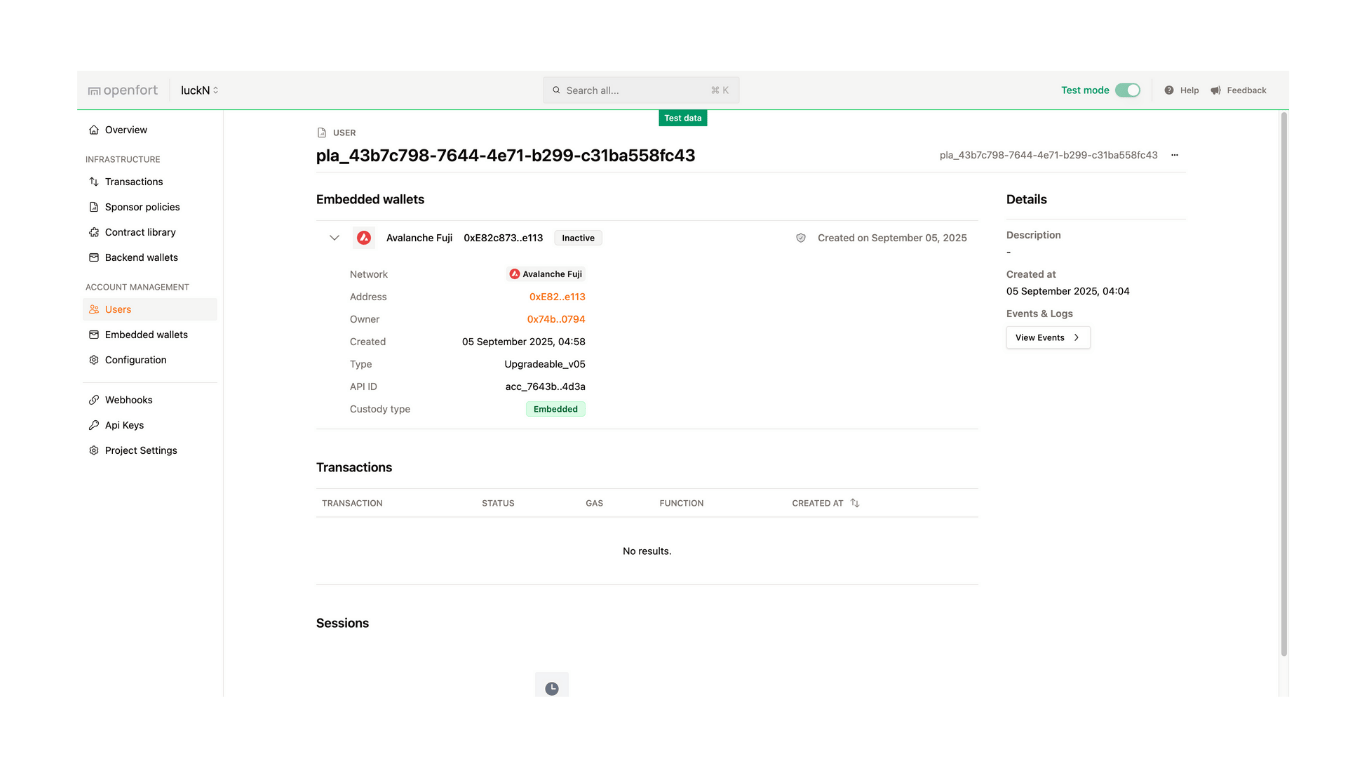 openfort
luckN
Search all...
⌘ K
Test mode
Help
Feedback
Test data
Overview
INFRASTRUCTURE
Transactions
Sponsor policies
Contract library
Backend wallets
ACCOUNT MANAGEMENT
Users
Embedded wallets
Configuration
Webhooks
Api Keys
Project Settings
USER
pla_43b7c798-7644-4e71-b299-c31ba558fc43
pla_43b7c798-7644-4e71-b299-c31ba558fc43
Embedded wallets
Avalanche Fuji 0xE82c873..e113 Inactive Created on September 05, 2025
Network Avalanche Fuji
Address 0xE82..e113
Owner 0x74b..0794
Created 05 September 2025, 04:58
Type Upgradeable_v05
API ID acc_7643b..4d3a
Custody type Embedded
Transactions
TRANSACTION STATUS GAS FUNCTION CREATED AT
No results.
Sessions
Details
Description
-
Created at
05 September 2025, 04:04
Events & Logs
View Events